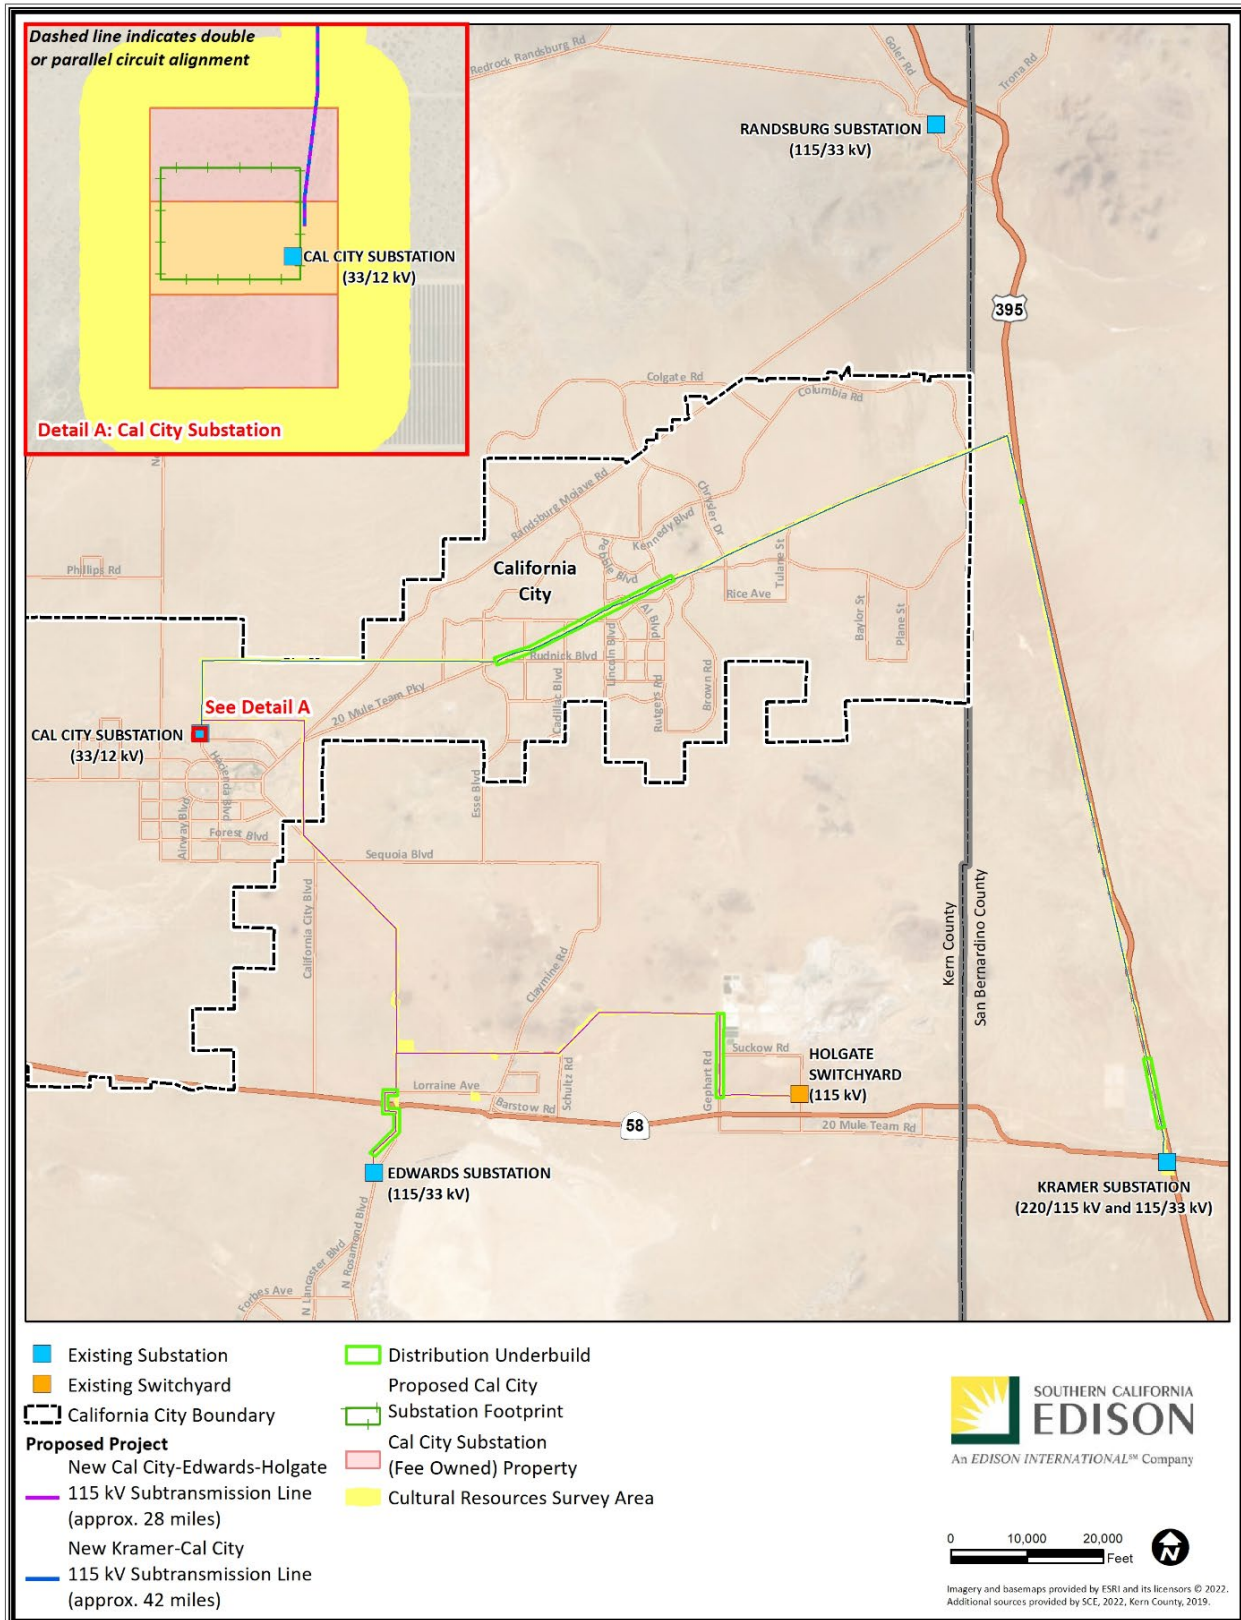 Dashed line indicates double
or parallel circuit alignment
CAL CITY SUBSTATION
(33/12 kV)
Detail A: Cal City Substation
Redrock Randsburg Rd
Goler Rd
Trona Rd
RANDSBURG SUBSTATION
(115/33 kV)
395
Colgate Rd
Columbia Rd
Randsburg Mojave Rd
Chrysler Dr
Kennedy Blvd
Pebble Blvd
California
City
Phillips Rd
Tulane St
Rice Ave
Al Blvd
Baylor St
Plane St
Rudnick Blvd
Lincoln Blvd
Cadillac Blvd
Rutgers Rd
Brown Rd
20 Mule Team Pky
See Detail A
CAL CITY SUBSTATION
(33/12 kV)
Hacienda Blvd
Airway Blvd
Forest Blvd
Esse Blvd
Sequoia Blvd
California City Blvd
Claymine Rd
Kern County
San Bernardino County
Suckow Rd
HOLGATE
SWITCHYARD
(115 kV)
Gephart Rd
Schultz Rd
Lorraine Ave
Barstow Rd
58
20 Mule Team Rd
EDWARDS SUBSTATION
(115/33 kV)
KRAMER SUBSTATION
(220/115 kV and 115/33 kV)
N Rosamond Blvd
N Lancaster Blvd
Forbes Ave
Existing Substation
Existing Switchyard
California City Boundary
Proposed Project
New Cal City-Edwards-Holgate
115 kV Subtransmission Line
(approx. 28 miles)
New Kramer-Cal City
115 kV Subtransmission Line
(approx. 42 miles)
Distribution Underbuild
Proposed Cal City
Substation Footprint
Cal City Substation
(Fee Owned) Property
Cultural Resources Survey Area
SOUTHERN CALIFORNIA
EDISON
An EDISON INTERNATIONAL℠ Company
0 10,000 20,000
Feet
N
Imagery and basemaps provided by ESRI and its licensors © 2022.
Additional sources provided by SCE, 2022, Kern County, 2019.